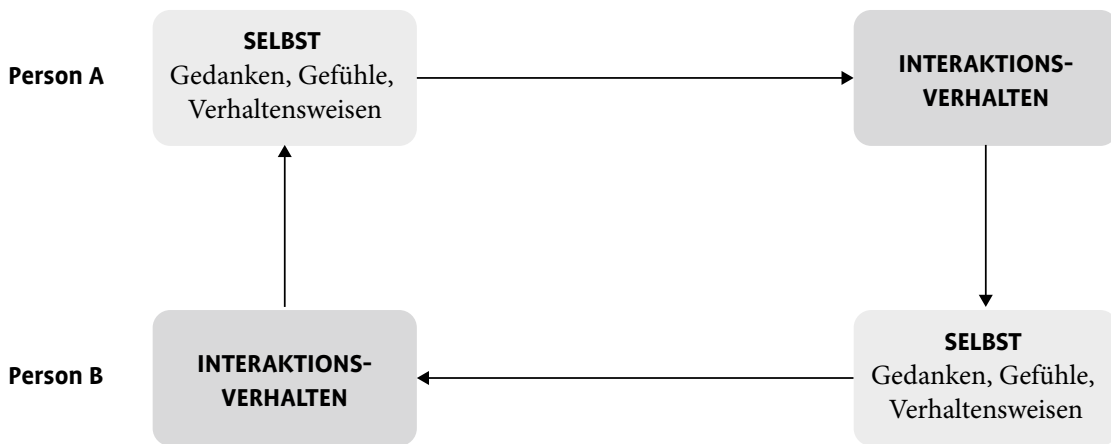 Person A
SELBST
Gedanken, Gefühle,
Verhaltensweisen
INTERAKTIONS-
VERHALTEN
Person B
INTERAKTIONS-
VERHALTEN
SELBST
Gedanken, Gefühle,
Verhaltensweisen